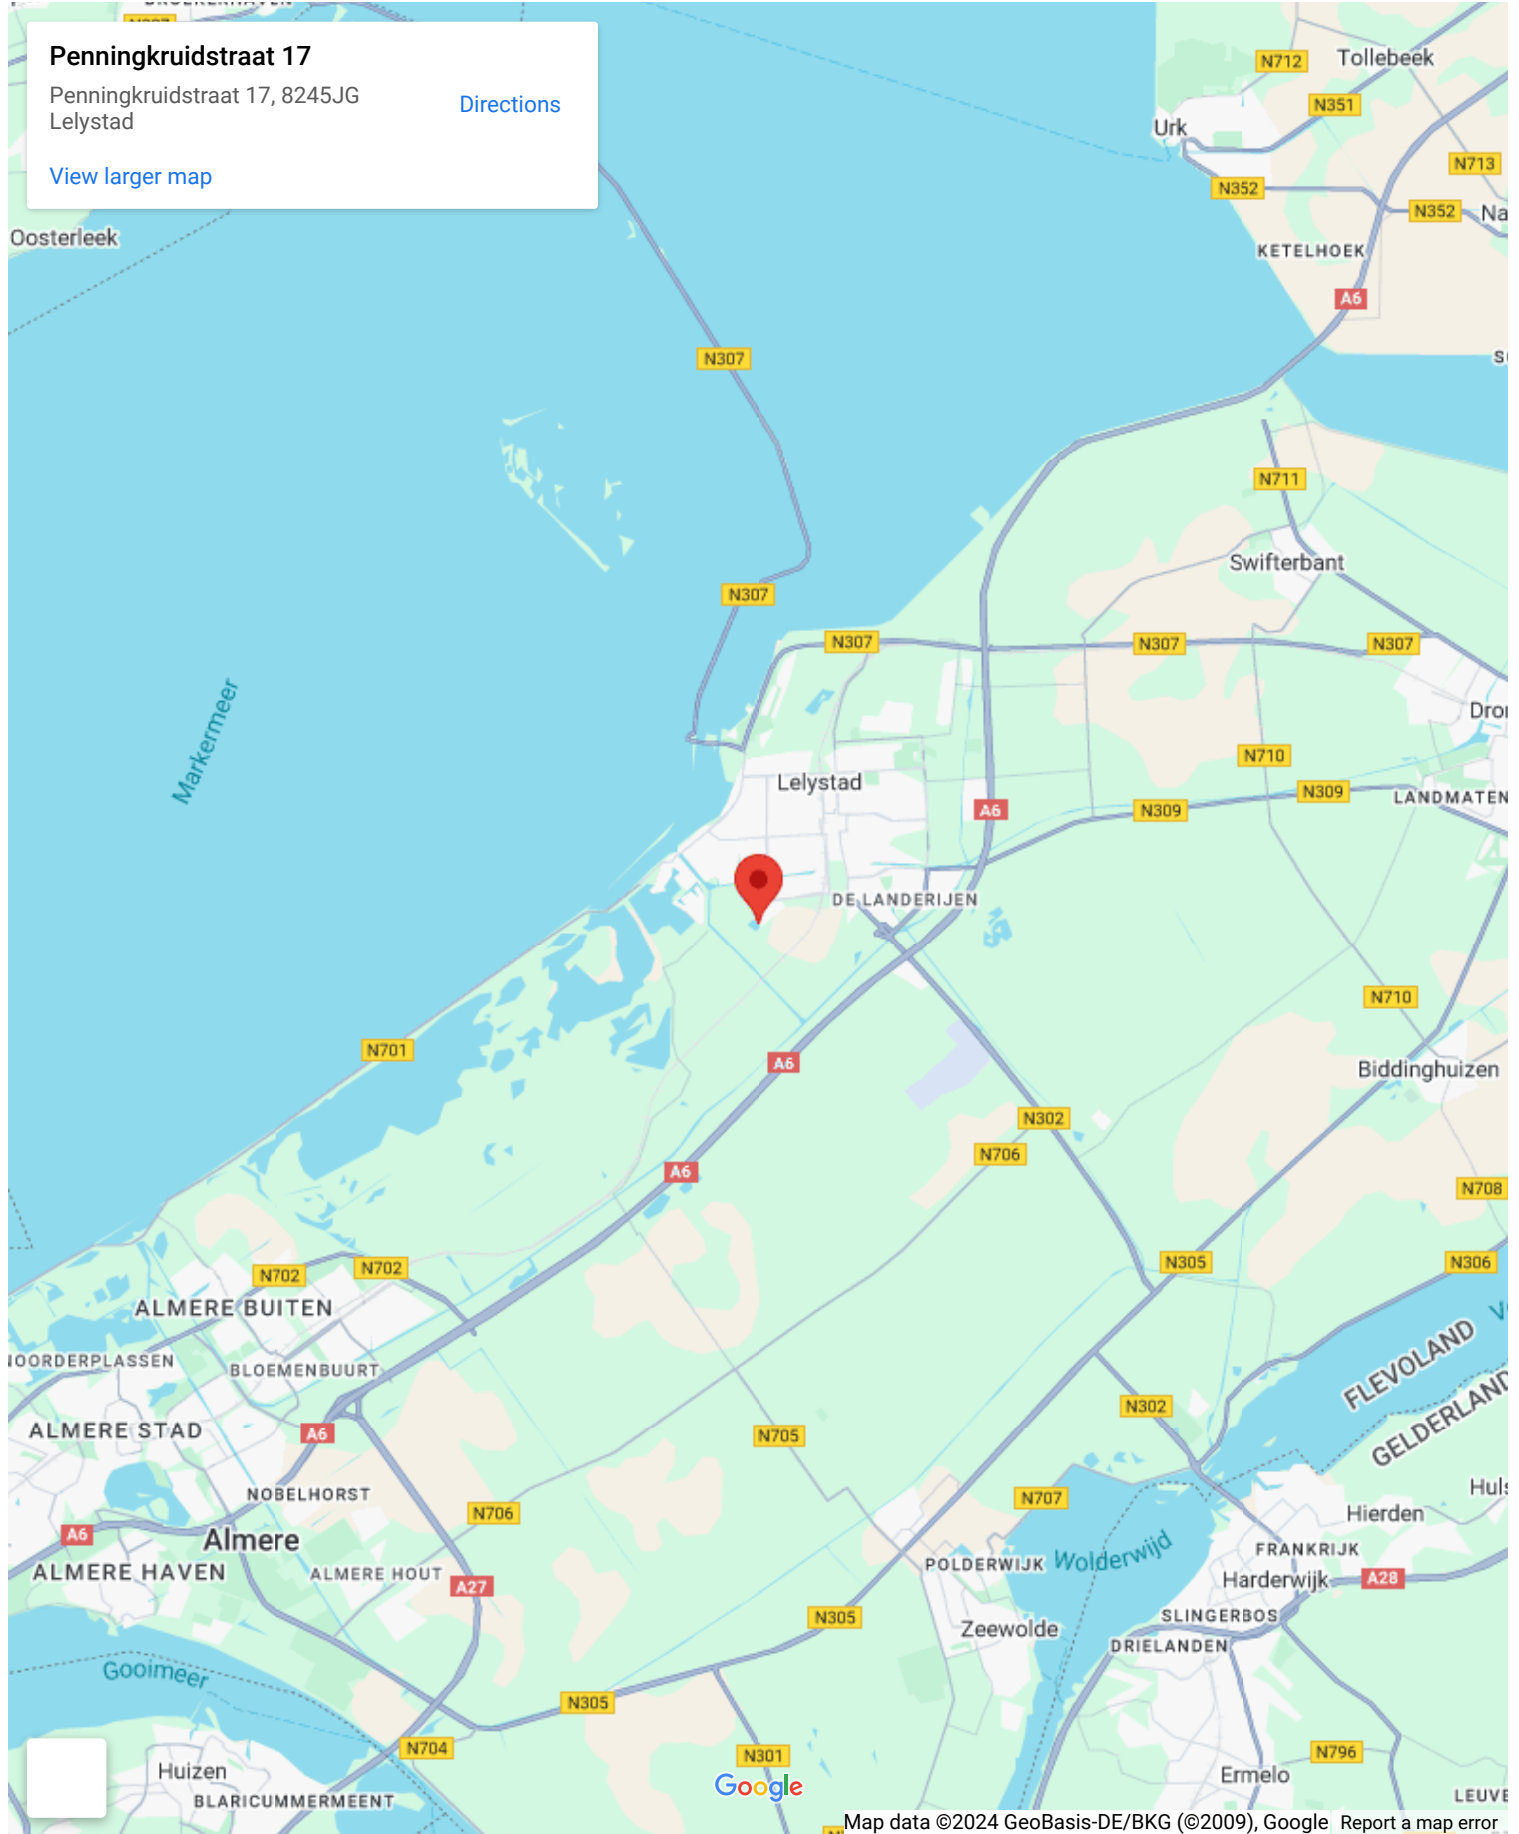 Penningkruidstraat 17
Penningkruidstraat 17, 8245JG
Lelystad
Directions
View larger map
N712
Tollebeek
N351
Urk
N713
N352
N352
Na
Oosterleek
KETELHOEK
A6
N307
N711
Swifterbant
N307
N307
N307
N307
Markermeer
Dron
N710
Lelystad
N309
LANDMATEN
A6
N309
DE LANDERIJEN
N710
N701
A6
Biddinghuizen
N302
N706
A6
N708
N305
N306
N702
N702
ALMERE BUITEN
FLEVOLAND
NOORDERPLASSEN
BLOEMENBUURT
GELDERLAND
N302
ALMERE STAD
A6
N705
NOBELHORST
N707
Huls
N706
Hierden
A6
Almere
FRANKRIJK
Wolderwijd
POLDERWIJK
ALMERE HAVEN
ALMERE HOUT
Harderwijk
A28
A27
SLINGERBOS
N305
Zeewolde
DRIELANDEN
Gooimeer
N305
N704
N301
N796
Huizen
Ermelo
Google
BLARICUMMERMEENT
LEUVE
Map data ©2024 GeoBasis-DE/BKG (©2009), Google
Report a map error